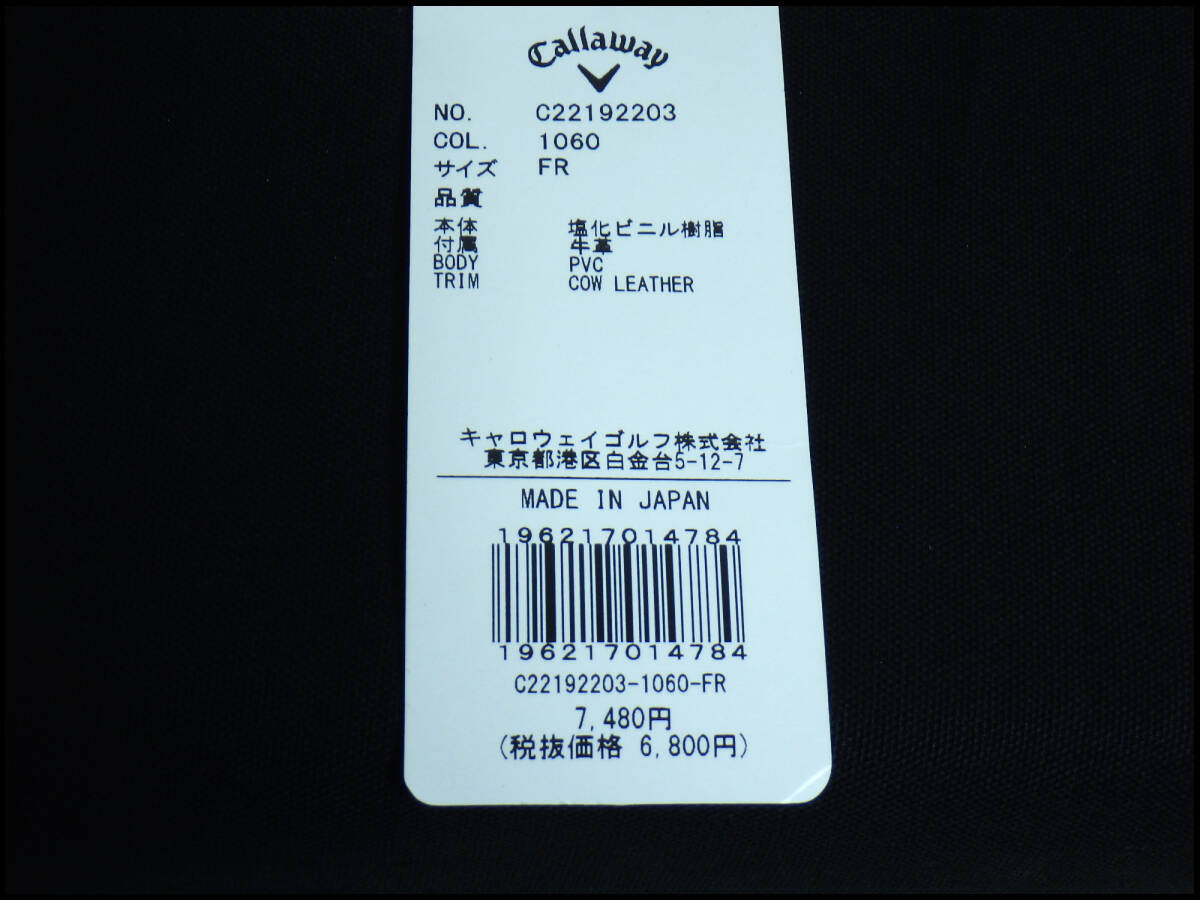 Callaway
NO. C22192203
COL. 1060
サイズ FR
品質
本体 塩化ビニル樹脂
付属 牛革
BODY PVC
TRIM COW LEATHER
キャロウェイゴルフ株式会社
東京都港区白金台5-12-7
MADE IN JAPAN
196217014784
196217014784
C22192203-1060-FR
7,480円
(税抜価格 6,800円)